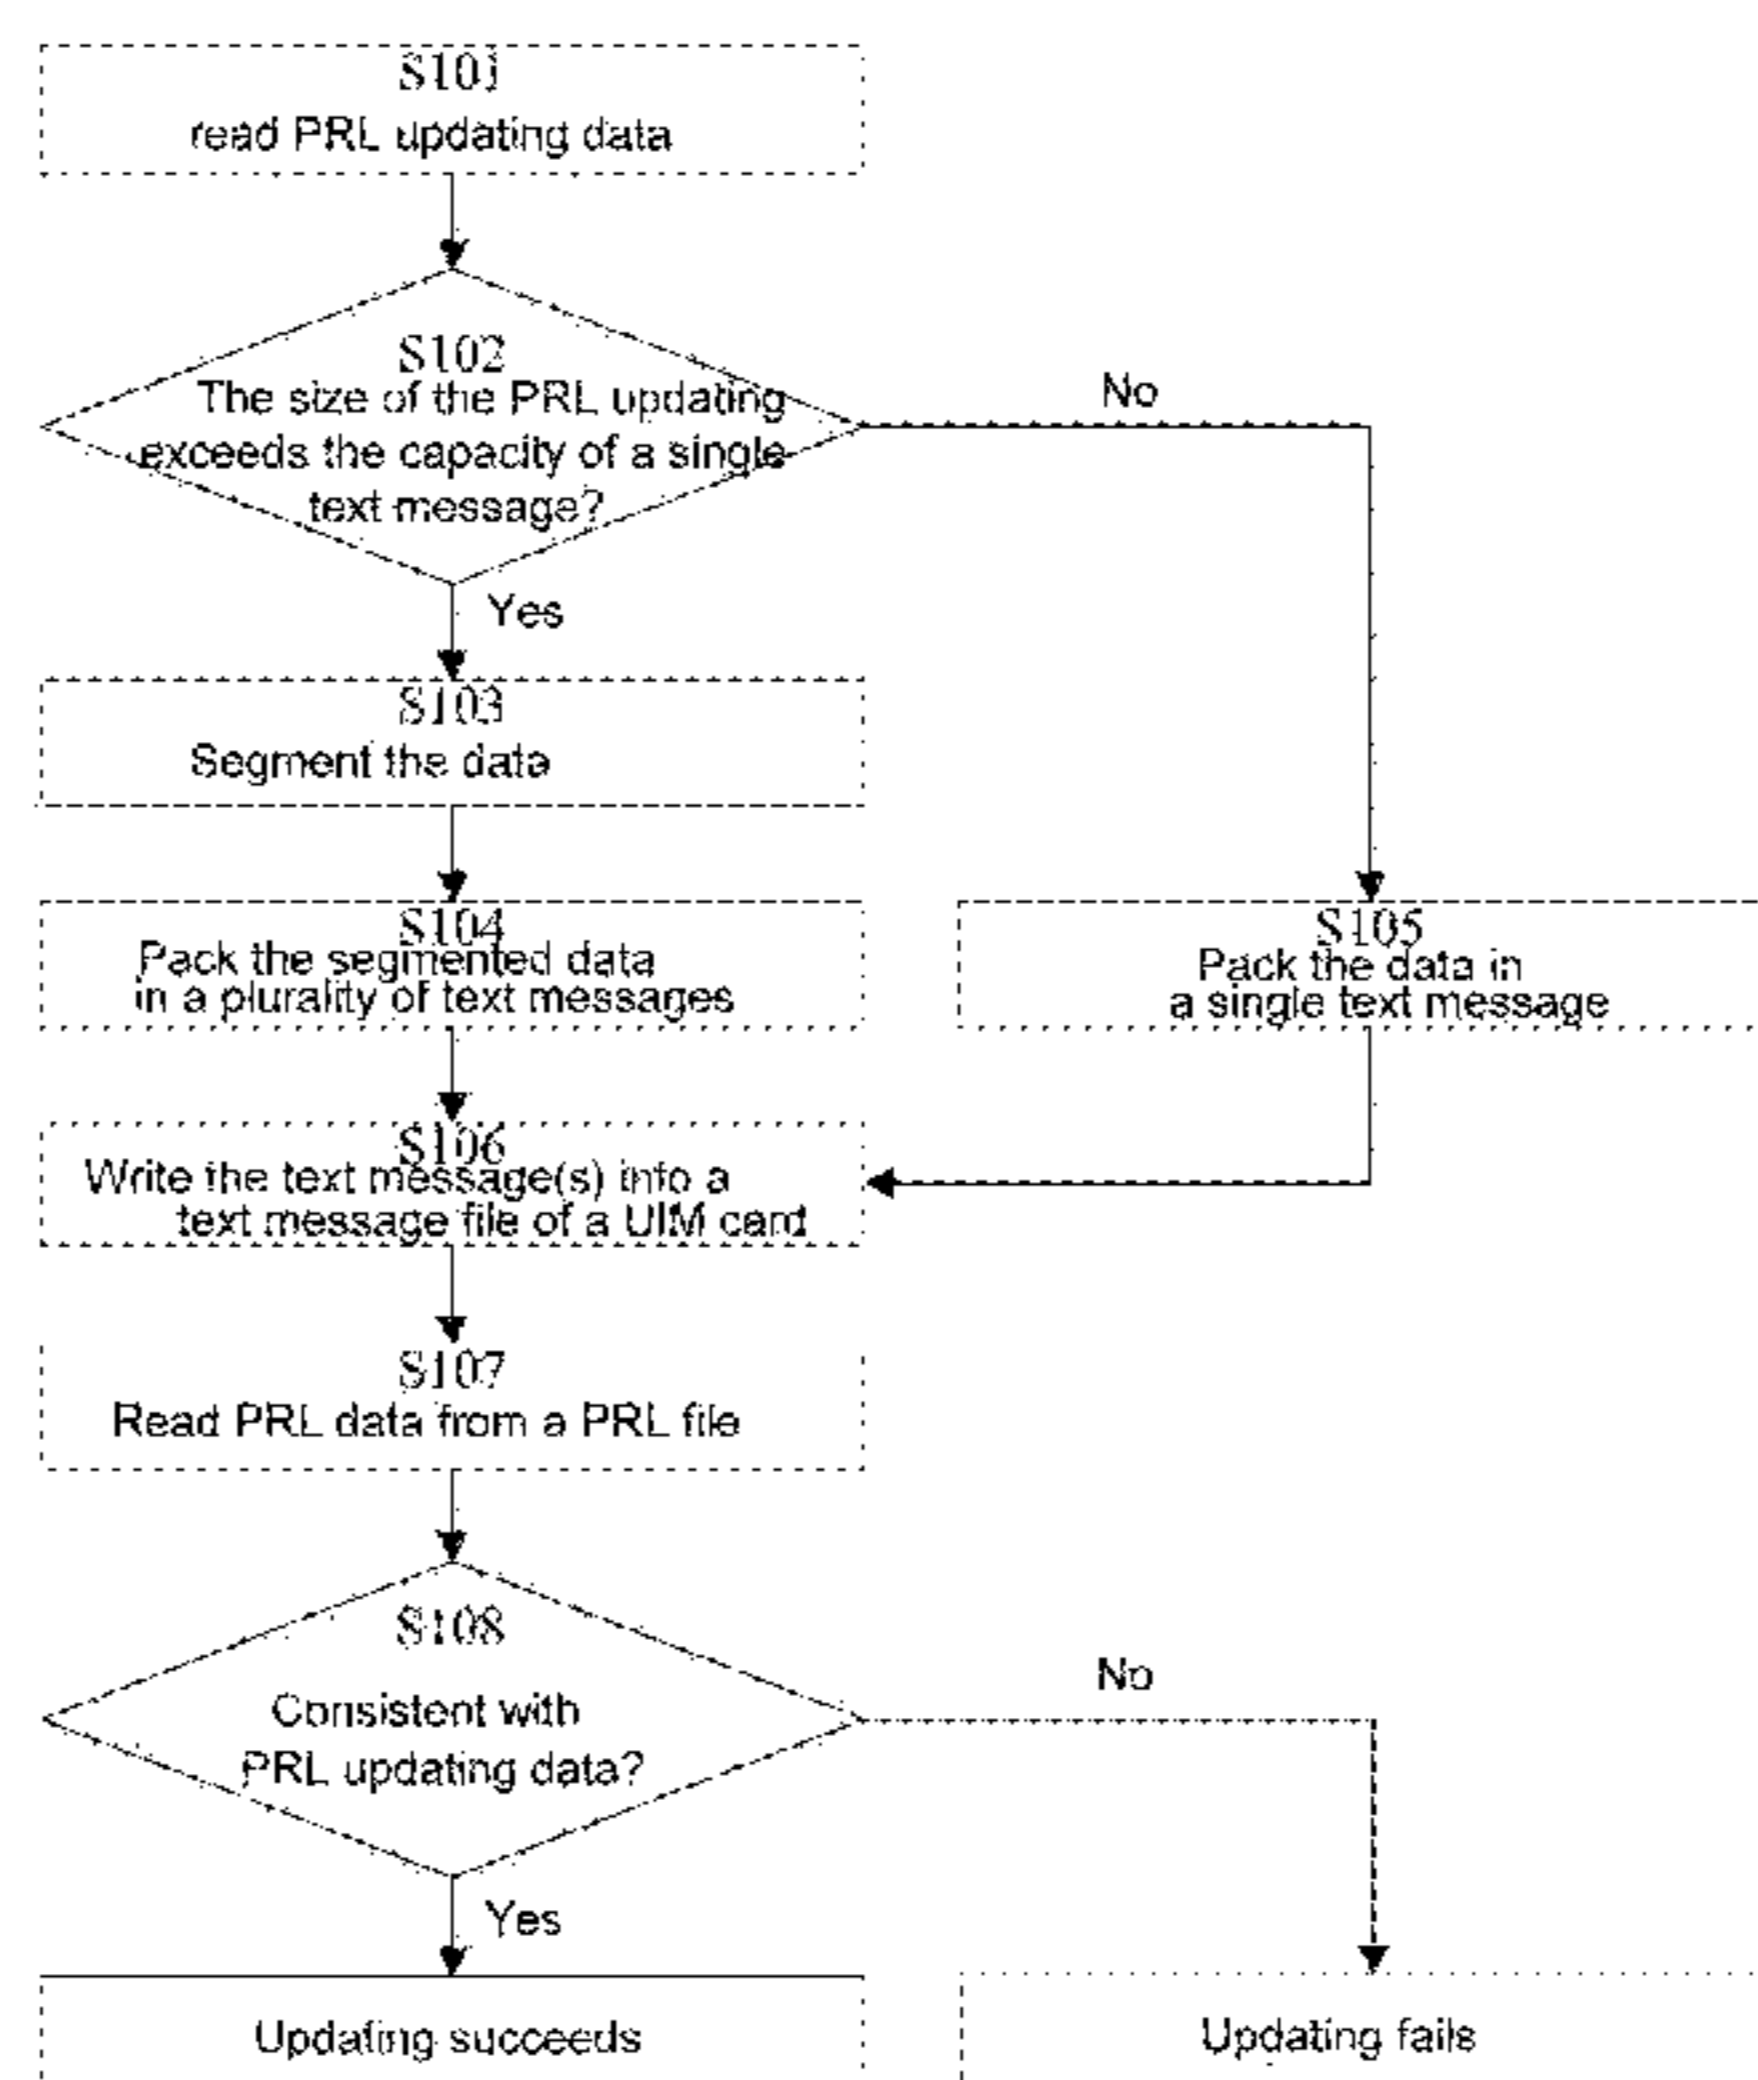 S101
read PRL updating data
S102
The size of the PRL updating
exceeds the capacity of a single
text message?
No
Yes
S103
Segment the data
S104
Pack the segmented data
in a plurality of text messages
S105
Pack the data in
a single text message
S106
Write the text message(s) into a
text message file of a UIM card
S107
Read PRL data from a PRL file
S108
Consistent with
PRL updating data?
No
Yes
Updating succeeds
Updating fails